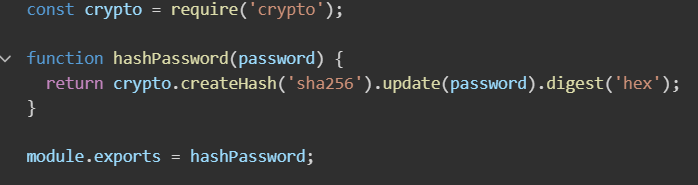 const crypto = require('crypto');
function hashPassword(password) {
return crypto.createHash('sha256').update(password).digest('hex');
}
module.exports = hashPassword;